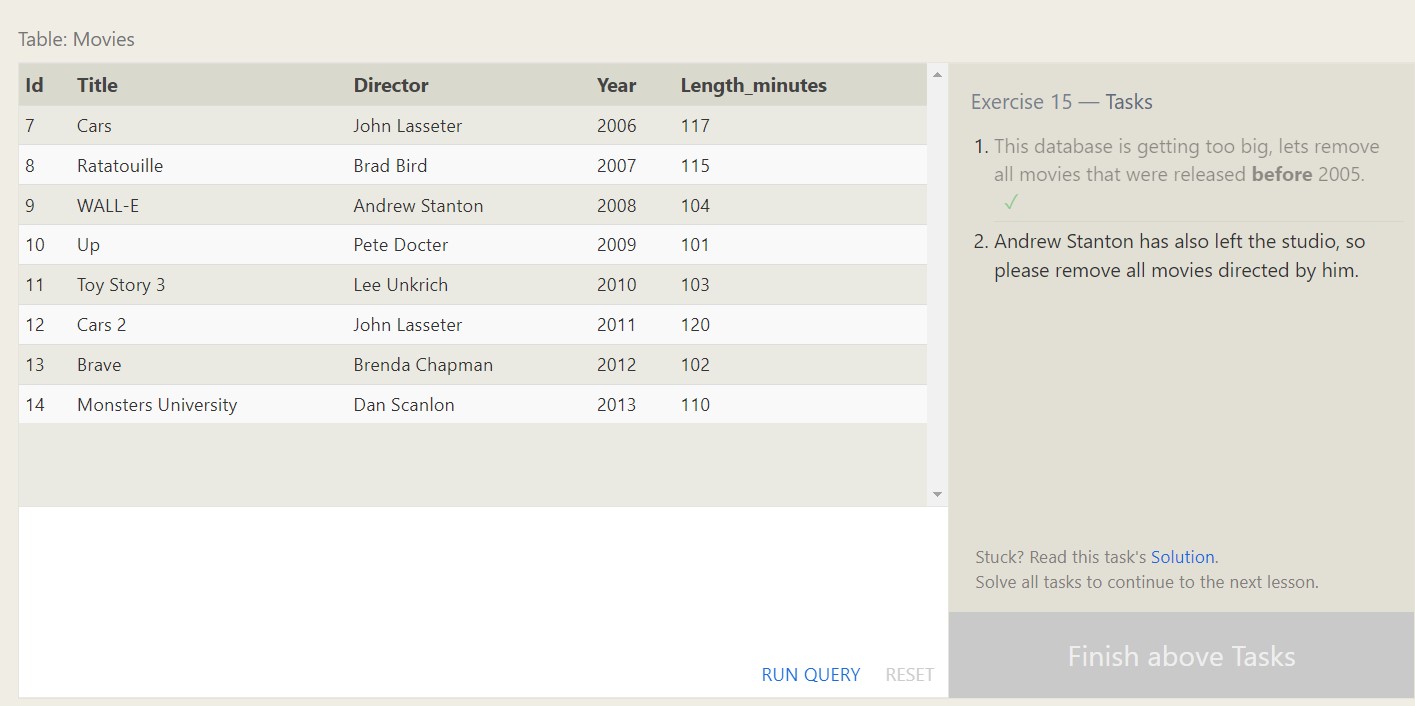 Table: Movies
Id Title Director Year Length_minutes
7 Cars John Lasseter 2006 117
8 Ratatouille Brad Bird 2007 115
9 WALL-E Andrew Stanton 2008 104
10 Up Pete Docter 2009 101
11 Toy Story 3 Lee Unkrich 2010 103
12 Cars 2 John Lasseter 2011 120
13 Brave Brenda Chapman 2012 102
14 Monsters University Dan Scanlon 2013 110
RUN QUERY RESET
Exercise 15 — Tasks
1. This database is getting too big, lets remove
all movies that were released before 2005.
✓
2. Andrew Stanton has also left the studio, so
please remove all movies directed by him.
Stuck? Read this task's Solution.
Solve all tasks to continue to the next lesson.
Finish above Tasks